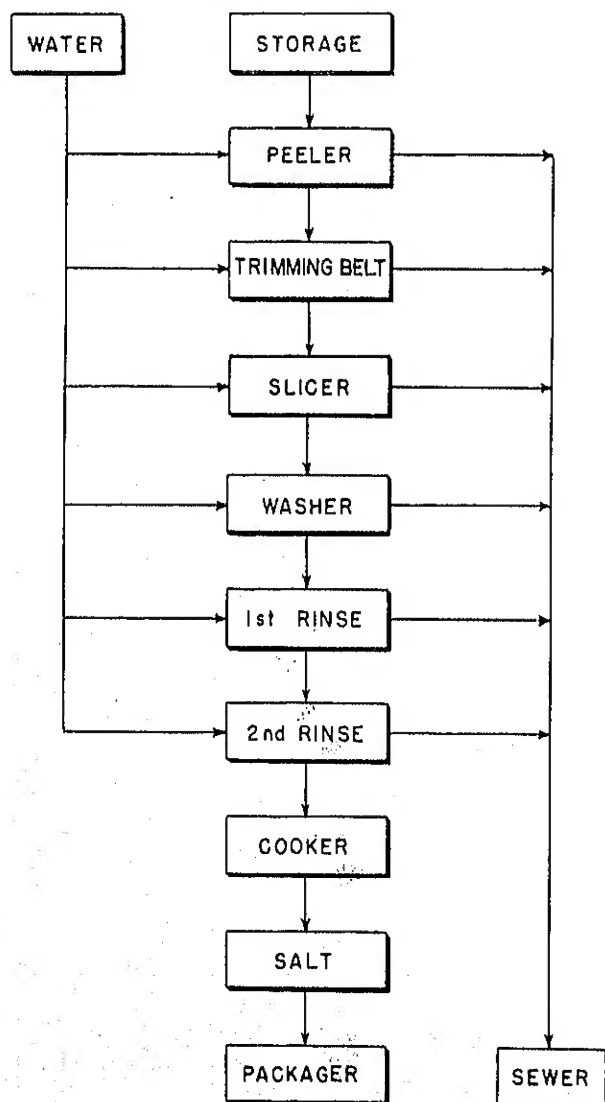 WATER
STORAGE
PEELER
TRIMMING BELT
SLICER
WASHER
1st RINSE
2nd RINSE
COOKER
SALT
PACKAGER
SEWER